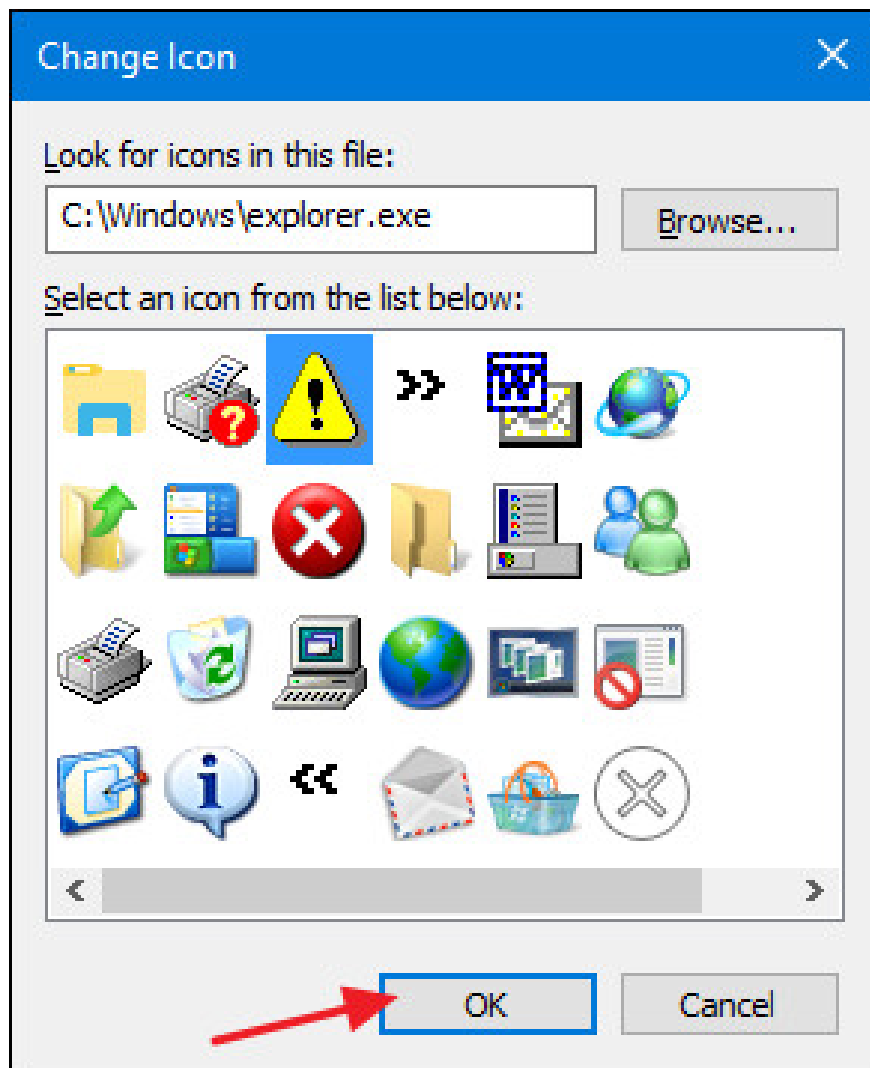 Change Icon
Look for icons in this file:
C:\Windows\explorer.exe
Browse...
Select an icon from the list below:
W
OK
Cancel